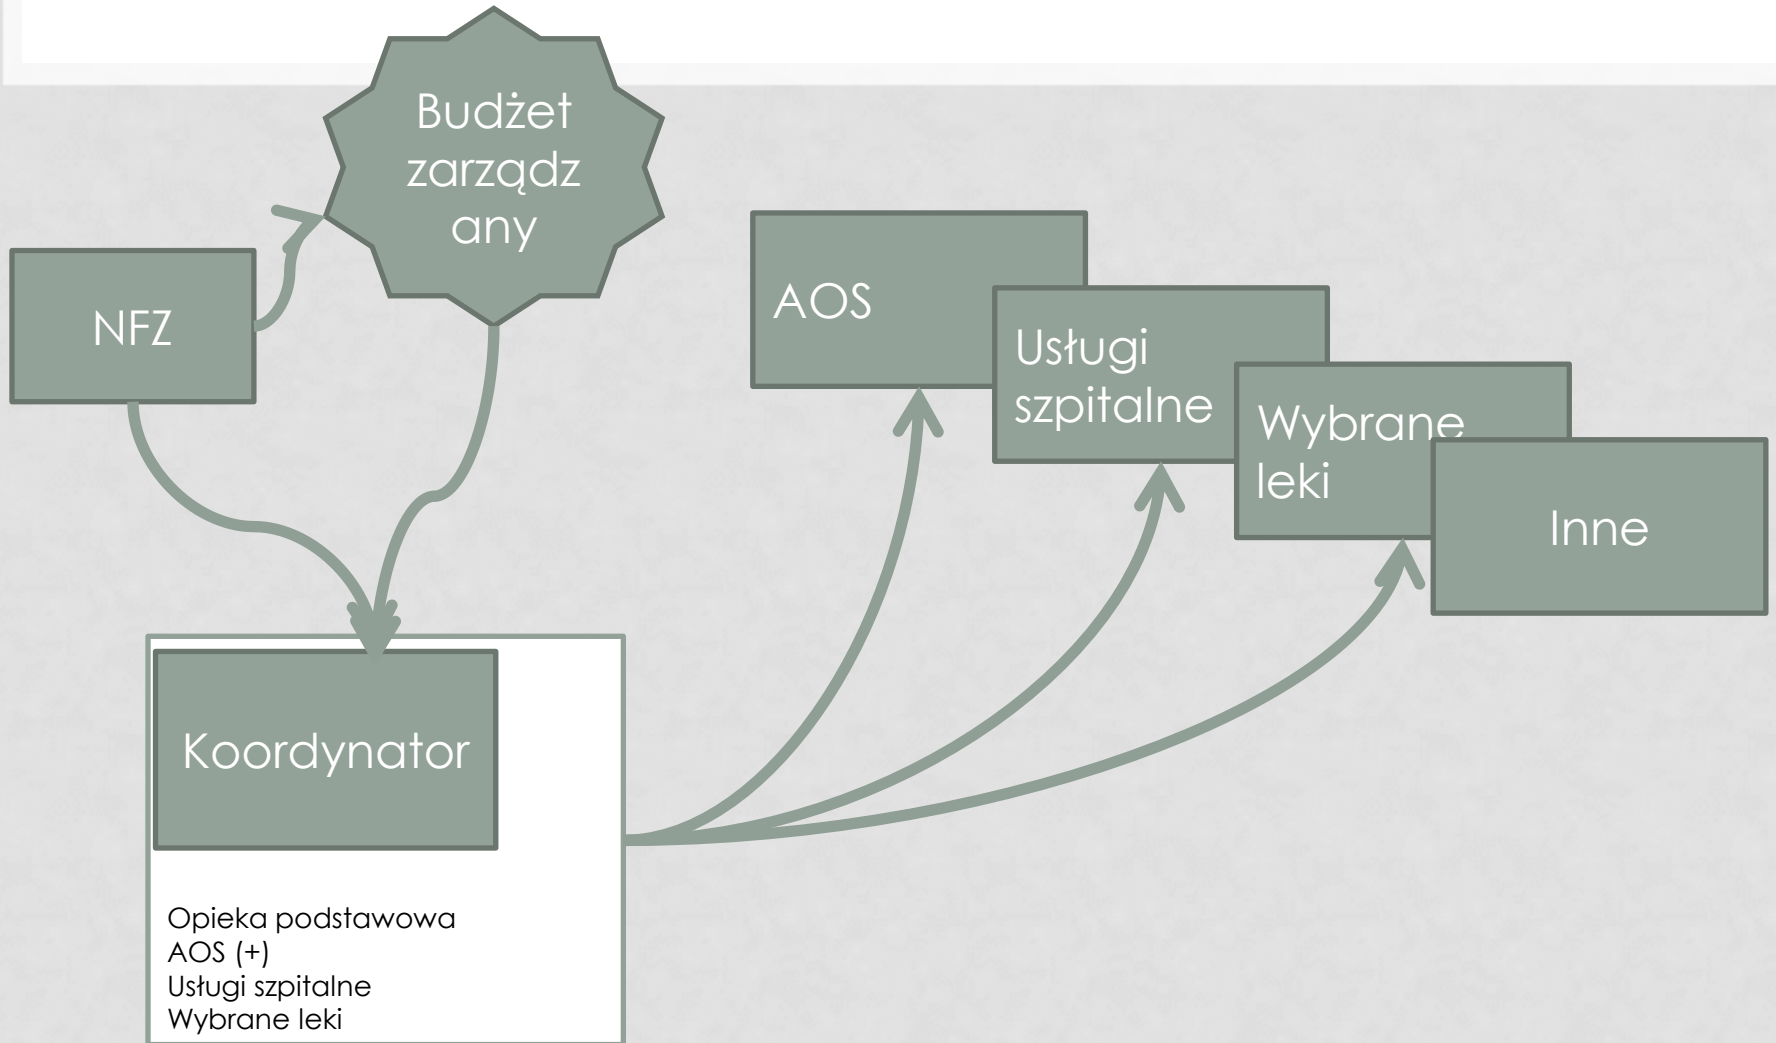 Budżet
zarządz
any
NFZ
AOS
Usługi
szpitalne
Wybrane
leki
Inne
Koordynator
Opieka podstawowa
AOS (+)
Usługi szpitalne
Wybrane leki